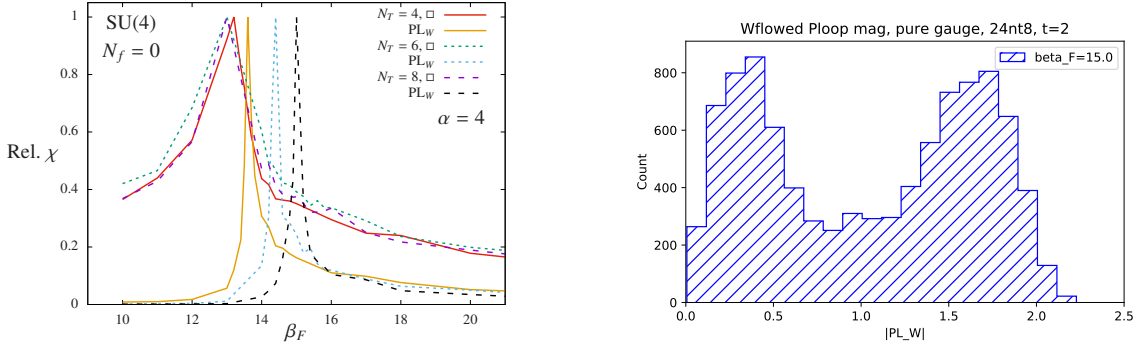 SU(4)
N_f = 0
N_T = 4, □
PL_W
N_T = 6, □
PL_W
N_T = 8, □
PL_W
α = 4
Rel. χ
1
0.8
0.6
0.4
0.2
0
10 12 14 16 18 20
β_F
Wflowed Ploop mag, pure gauge, 24nt8, t=2
beta_F=15.0
Count
800
600
400
200
0
0.0 0.5 1.0 1.5 2.0 2.5
|PL_W|